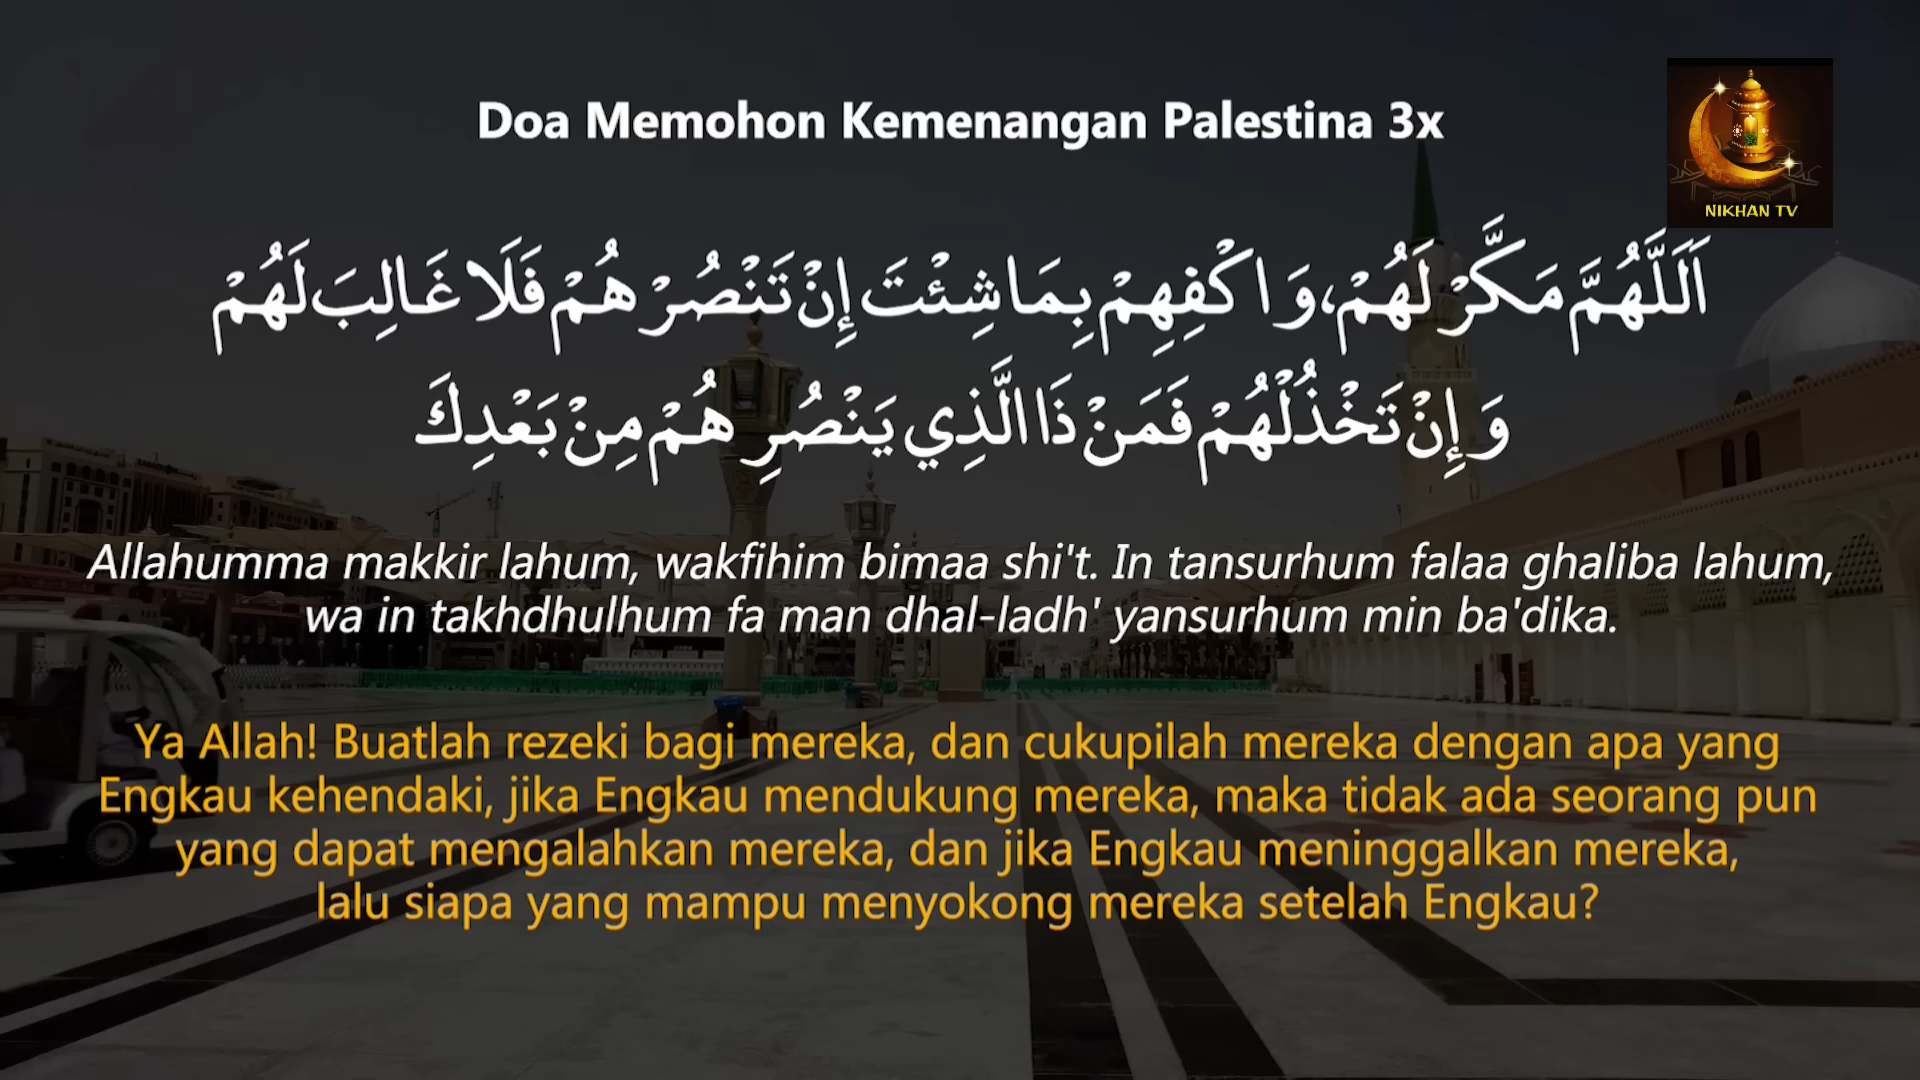 Doa Memohon Kemenangan Palestina 3x
NIKHAN TV
اَللَّهُمَّ مَكَّرْ لَهُمْ، وَاكْفِهِمْ بِمَا شِئْتَ إِنْ تَنْصُرْهُمْ فَلَا غَالِبَ لَهُمْ
وَإِنْ تَخْذُلْهُمْ فَمَنْ ذَا الَّذِي يَنْصُرِهُمْ مِنْ بَعْدِكَ
Allahumma makkir lahum, wakfihim bimaa shi't. In tansurhum falaa ghaliba lahum,
wa in takhdhulhum fa man dhal-ladh' yansurhum min ba'dika.
Ya Allah! Buatlah rezeki bagi mereka, dan cukupilah mereka dengan apa yang
Engkau kehendaki, jika Engkau mendukung mereka, maka tidak ada seorang pun
yang dapat mengalahkan mereka, dan jika Engkau meninggalkan mereka,
lalu siapa yang mampu menyokong mereka setelah Engkau?